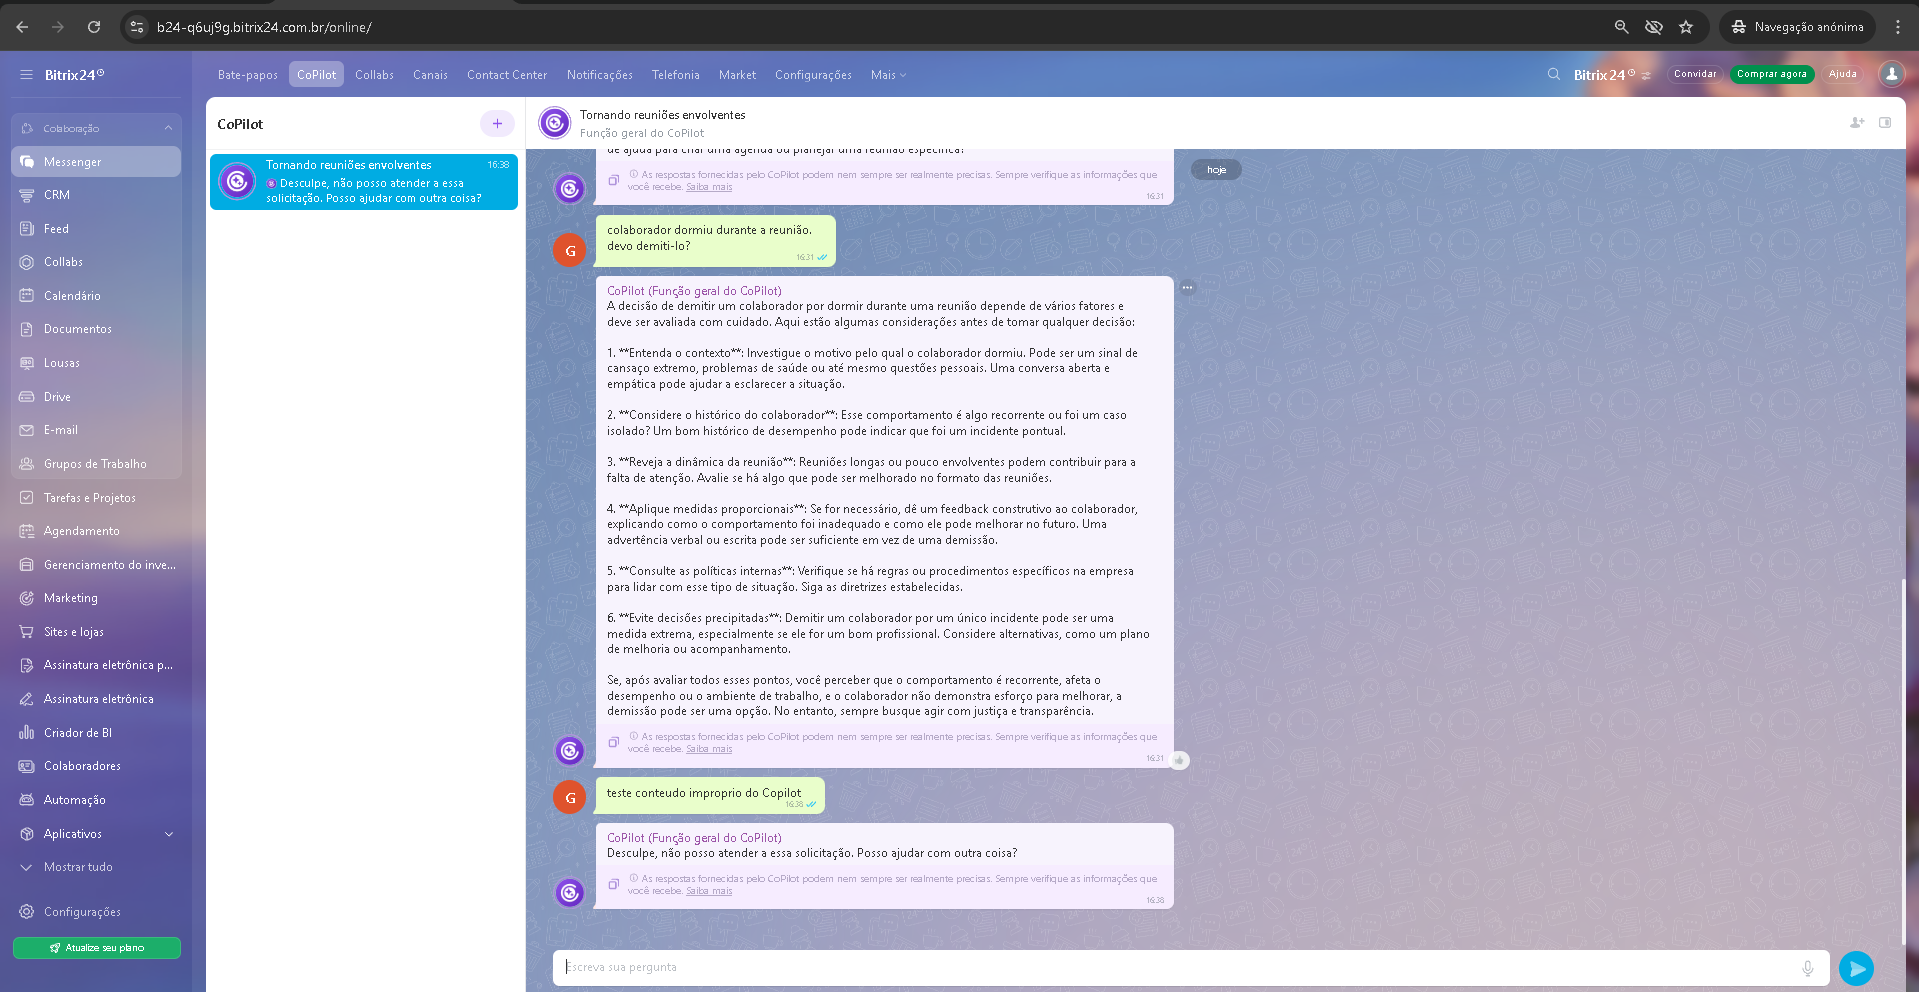 b24-q6uj9g.bitrix24.com.br/online/
Navegação anónima
Bitrix24
Bate-papos CoPilot Collabs Canais Contact Center Notificações Telefonia Market Configurações Mais
Bitrix 24 Convidar Comprar agora Ajuda
Colaboração
Messenger
CRM
Feed
Collabs
Calendário
Documentos
Lousas
Drive
E-mail
Grupos de Trabalho
Tarefas e Projetos
Agendamento
Gerenciamento do inve...
Marketing
Sites e lojas
Assinatura eletrônica p...
Assinatura eletrônica
Criador de BI
Colaboradores
Automação
Aplicativos
Mostrar tudo
Configurações
Atualize seu plano
CoPilot
+
Tornando reuniões envolventes 16:38
Desculpe, não posso atender a essa
solicitação. Posso ajudar com outra coisa?
Tornando reuniões envolventes
Função geral do CoPilot
hoje
de ajuda para criar uma agenda ou planejar uma reunião específica?
As respostas fornecidas pelo CoPilot podem nem sempre ser realmente precisas. Sempre verifique as informações que
você recebe. Saiba mais
16:31
G
colaborador dormiu durante a reunião.
devo demiti-lo?
16:31
CoPilot (Função geral do CoPilot)
A decisão de demitir um colaborador por dormir durante uma reunião depende de vários fatores e
deve ser avaliada com cuidado. Aqui estão algumas considerações antes de tomar qualquer decisão:
1. **Entenda o contexto**: Investigue o motivo pelo qual o colaborador dormiu. Pode ser um sinal de
cansaço extremo, problemas de saúde ou até mesmo questões pessoais. Uma conversa aberta e
empática pode ajudar a esclarecer a situação.
2. **Considere o histórico do colaborador**: Esse comportamento é algo recorrente ou foi um caso
isolado? Um bom histórico de desempenho pode indicar que foi um incidente pontual.
3. **Reveja a dinâmica da reunião**: Reuniões longas ou pouco envolventes podem contribuir para a
falta de atenção. Avalie se há algo que pode ser melhorado no formato das reuniões.
4. **Aplique medidas proporcionais**: Se for necessário, dê um feedback construtivo ao colaborador,
explicando como o comportamento foi inadequado e como ele pode melhorar no futuro. Uma
advertência verbal ou escrita pode ser suficiente em vez de uma demissão.
5. **Consulte as políticas internas**: Verifique se há regras ou procedimentos específicos na empresa
para lidar com esse tipo de situação. Siga as diretrizes estabelecidas.
6. **Evite decisões precipitadas**: Demitir um colaborador por um único incidente pode ser uma
medida extrema, especialmente se ele for um bom profissional. Considere alternativas, como um plano
de melhoria ou acompanhamento.
Se, após avaliar todos esses pontos, você perceber que o comportamento é recorrente, afeta o
desempenho ou o ambiente de trabalho, e o colaborador não demonstra esforço para melhorar, a
demissão pode ser uma opção. No entanto, sempre busque agir com justiça e transparência.
As respostas fornecidas pelo CoPilot podem nem sempre ser realmente precisas. Sempre verifique as informações que
você recebe. Saiba mais
16:31
G
teste conteudo improprio do Copilot
16:38
CoPilot (Função geral do CoPilot)
Desculpe, não posso atender a essa solicitação. Posso ajudar com outra coisa?
As respostas fornecidas pelo CoPilot podem nem sempre ser realmente precisas. Sempre verifique as informações que
você recebe. Saiba mais
16:38
Escreva sua pergunta